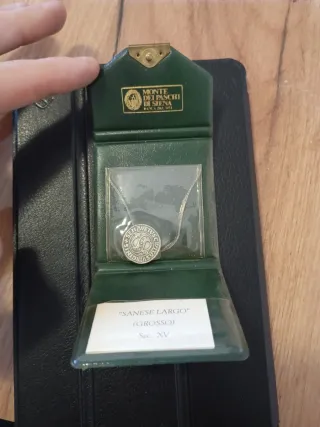 MONTE
DEI PASCHI
DI SIENA
"SANESE LARGO"
(GROSSO)
Sec. XV